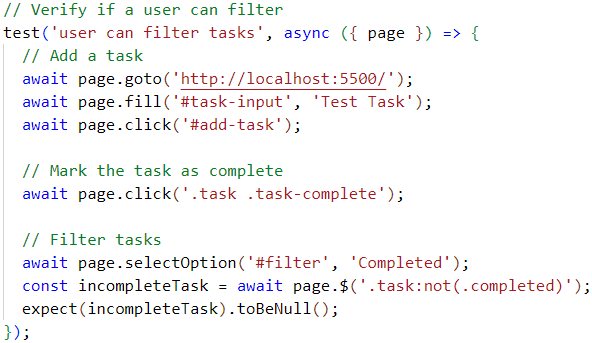 // Verify if a user can filter
test('user can filter tasks', async ({ page }) => {
  // Add a task
  await page.goto('http://localhost:5500/');
  await page.fill('#task-input', 'Test Task');
  await page.click('#add-task');

  // Mark the task as complete
  await page.click('.task .task-complete');

  // Filter tasks
  await page.selectOption('#filter', 'Completed');
  const incompleteTask = await page.$('.task:not(.completed)');
  expect(incompleteTask).toBeNull();
});